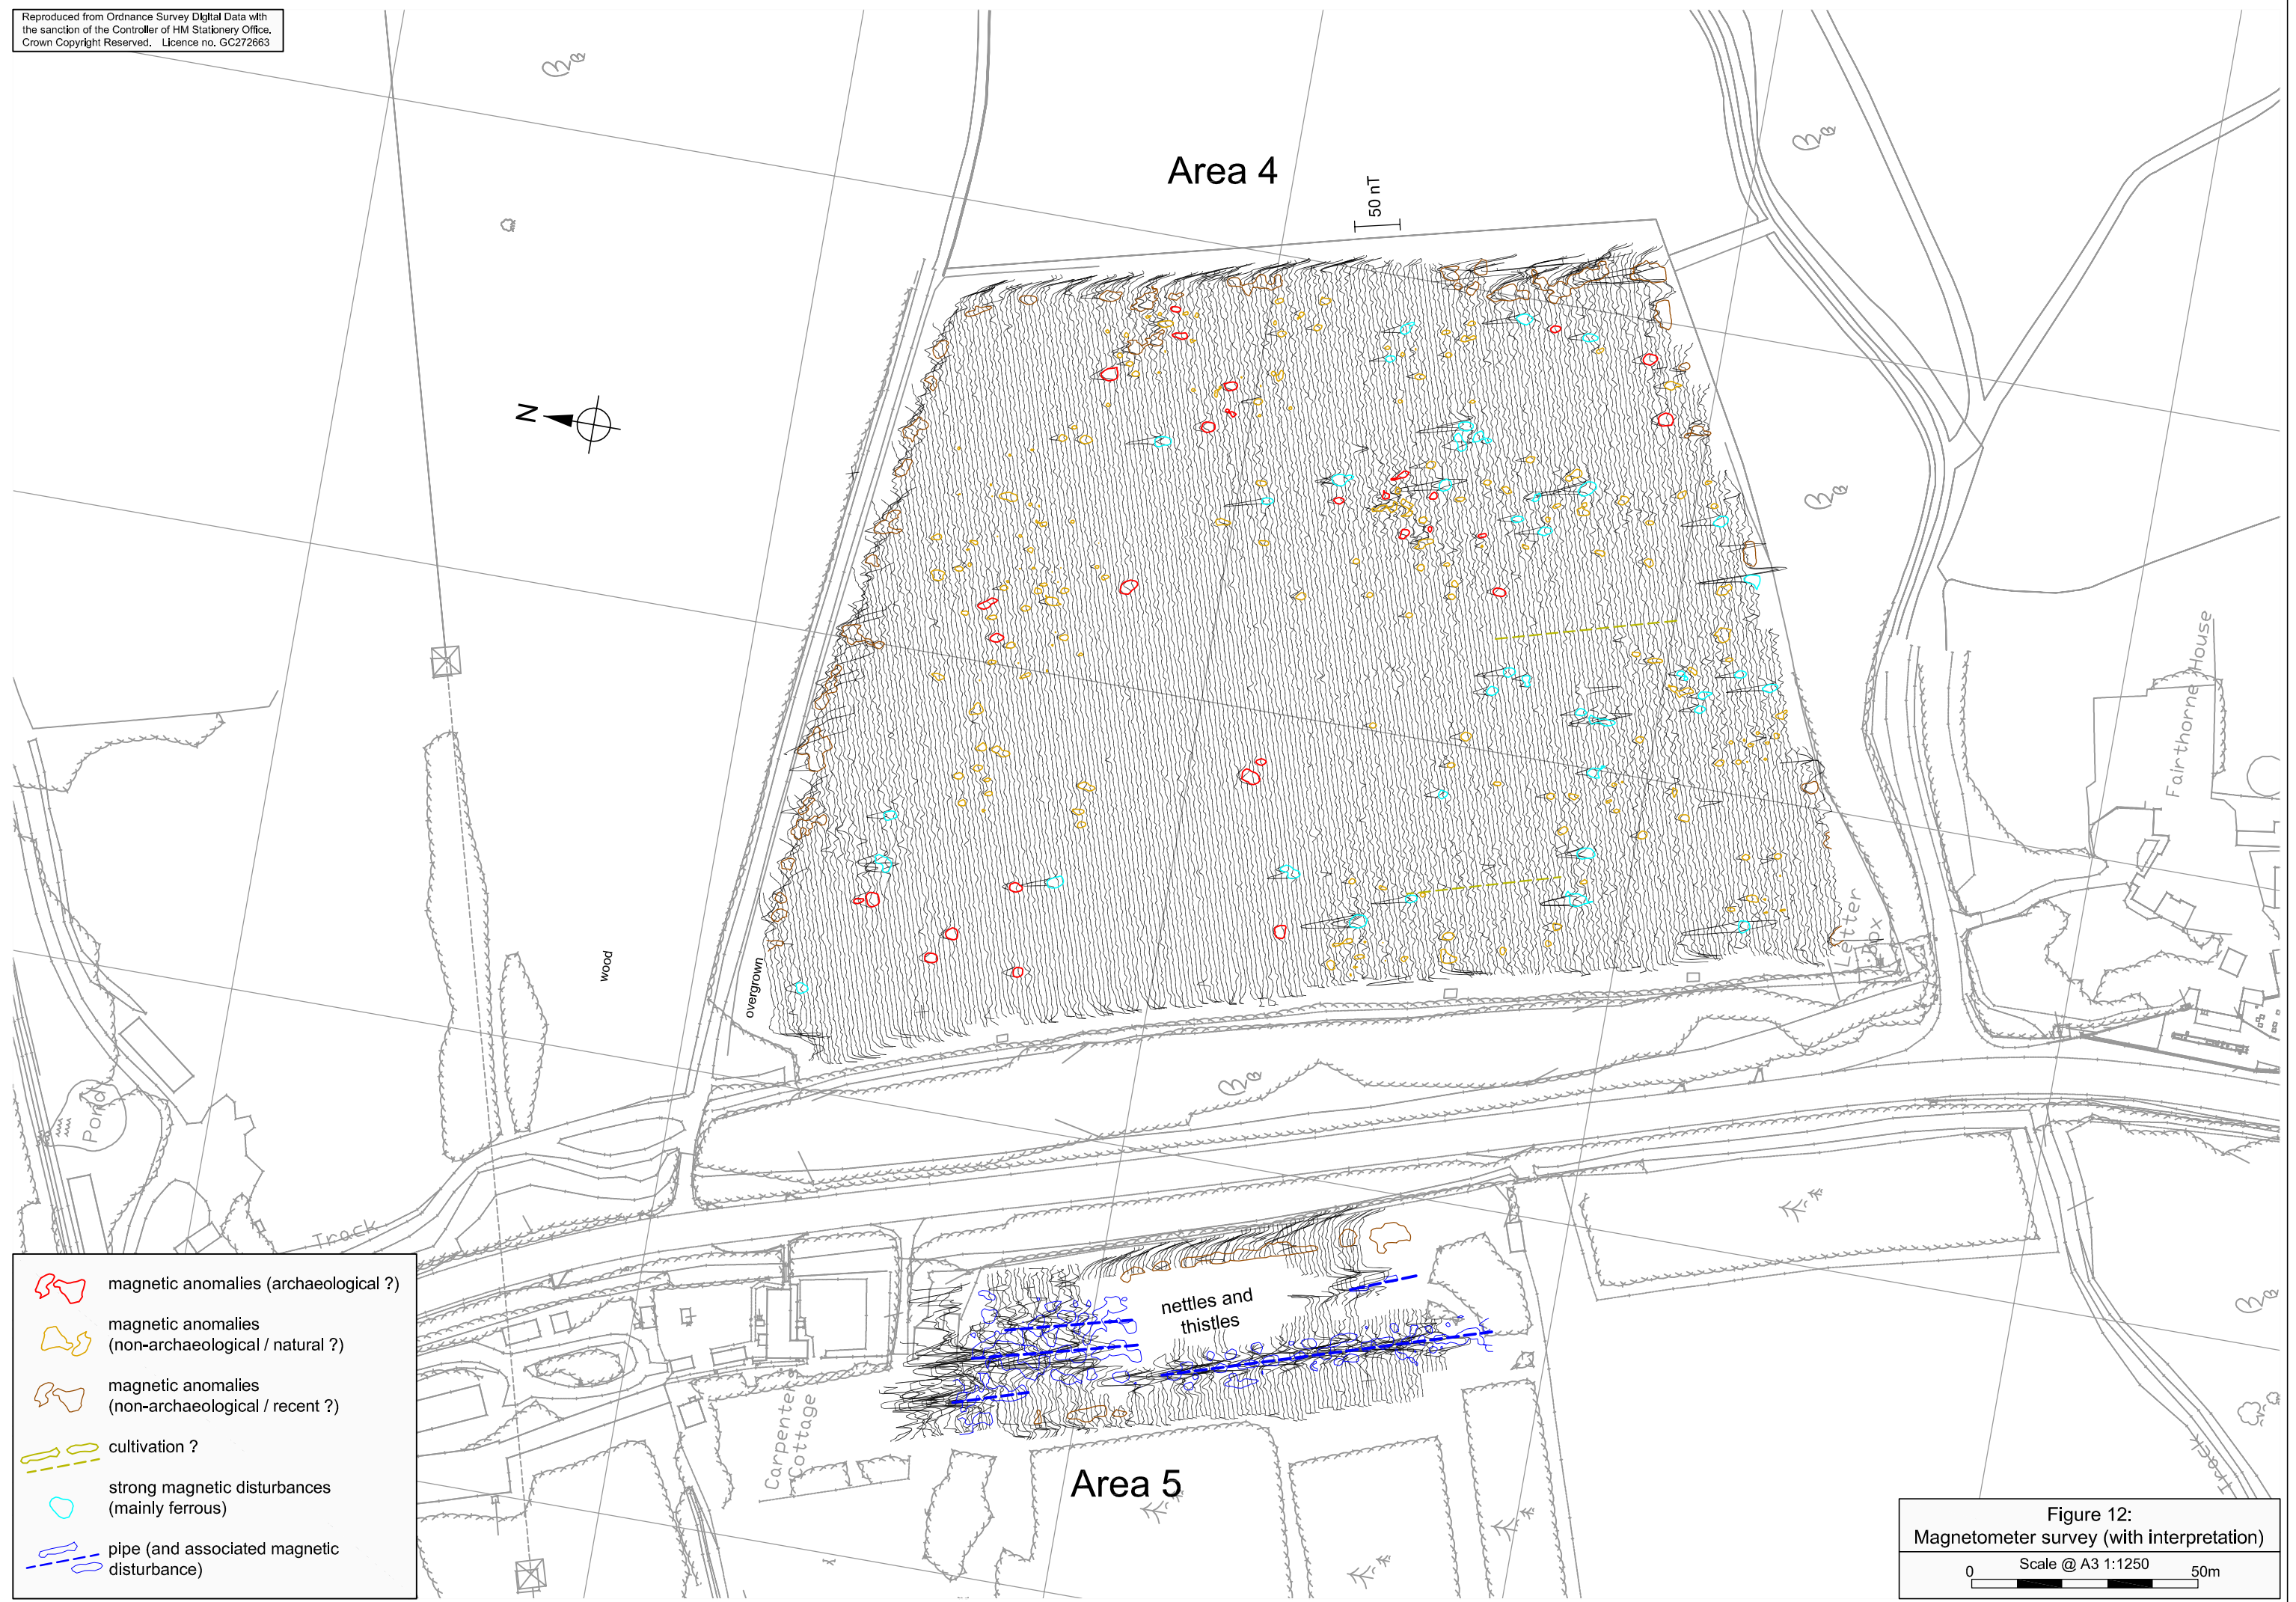 Reproduced from Ordnance Survey Digital Data with
the sanction of the Controller of HM Stationery Office.
Crown Copyright Reserved. Licence no. GC272663
Area 4
50 nT
N
Fairthorne House
Letter
Box
wood
overgrown
Pond
Track
nettles and
thistles
Carpenters
Cottage
Area 5
Track
magnetic anomalies (archaeological ?)
magnetic anomalies
(non-archaeological / natural ?)
magnetic anomalies
(non-archaeological / recent ?)
cultivation ?
strong magnetic disturbances
(mainly ferrous)
pipe (and associated magnetic
disturbance)
Figure 12:
Magnetometer survey (with interpretation)
Scale @ A3 1:1250
0 50m